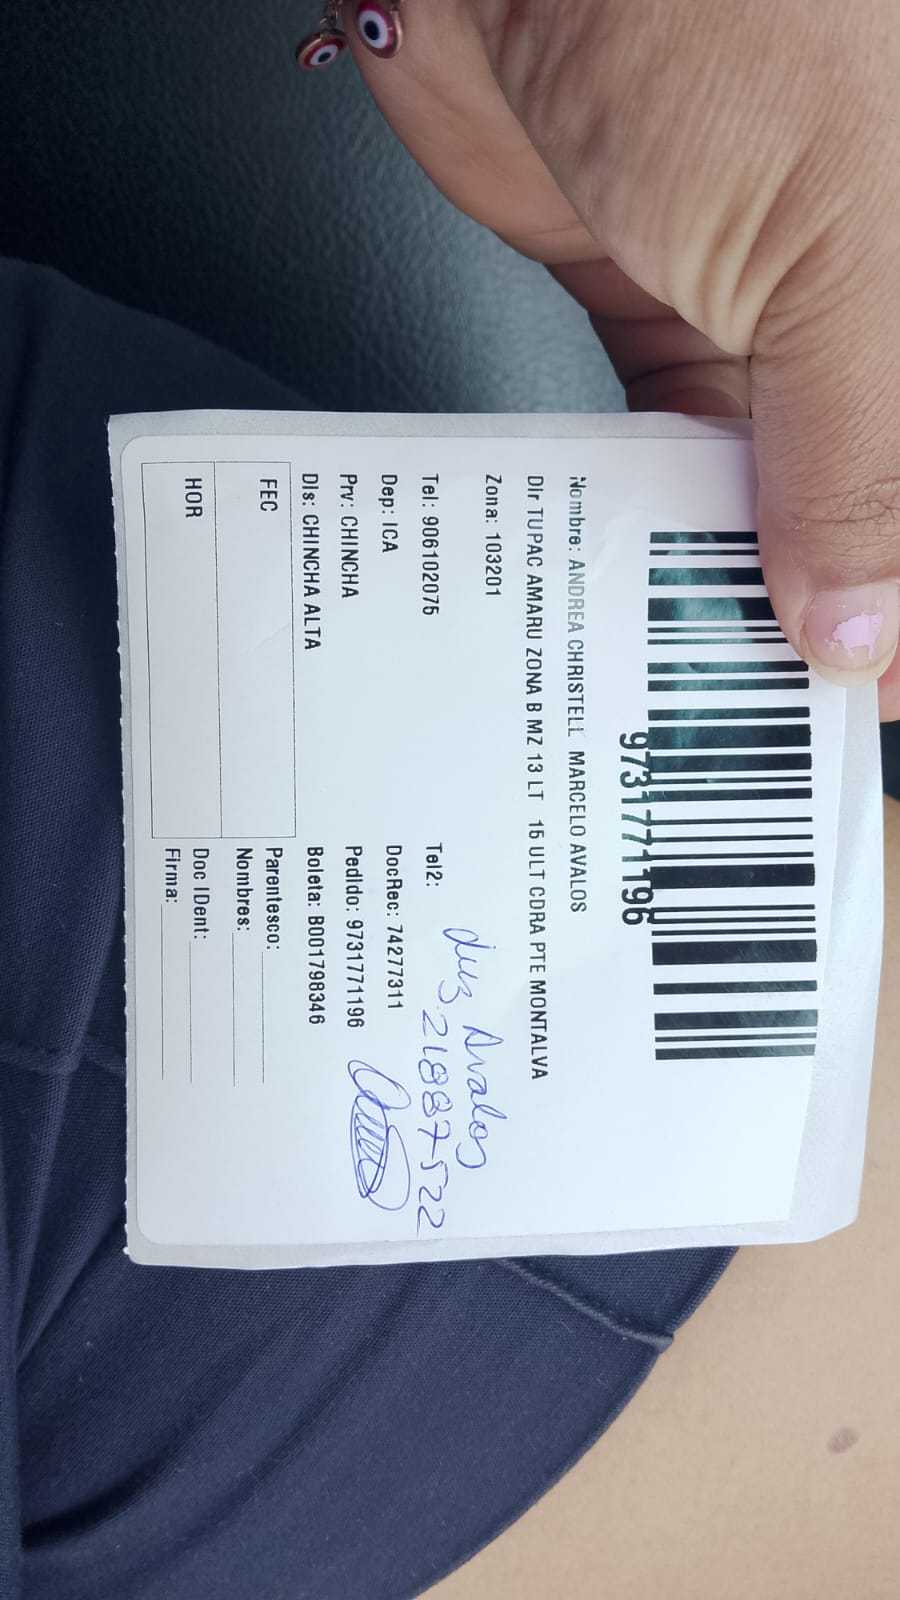 9731771196
Nombre: ANDREA CHRISTELL MARCELO AVALOS
Dir TUPAC AMARU ZONA B MZ 13 LT 15 ULT CDRA PTE MONTALVA
Zona: 103201
Luz Avalos
Tel: 906102075 Tel2:
21887522
Dep: ICA DocRec: 74277311
Prv: CHINCHA Pedido: 9731771196
Dis: CHINCHA ALTA Boleta: B001798346
FEC Parentesco:
Nombres:
HOR Doc IDent:
Firma: